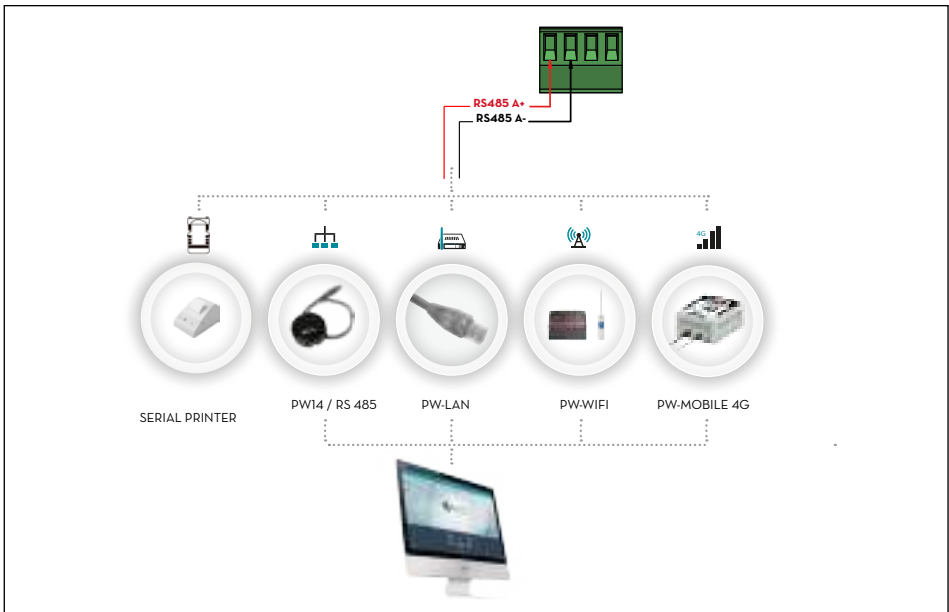 RS485 A+
RS485 A-
4G
SERIAL PRINTER
PW14 / RS 485
PW-LAN
PW-WIFI
PW-MOBILE 4G